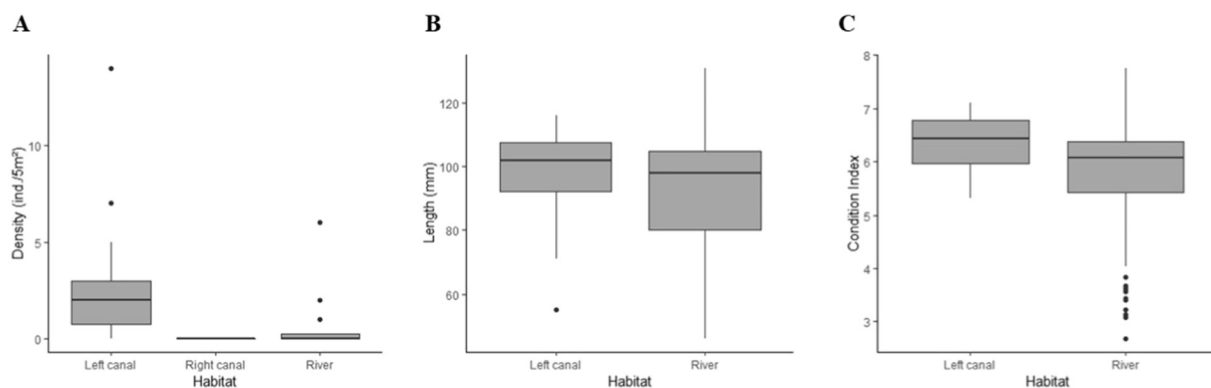 A
Density (ind./5m²)
10
5
0
Left canal Right canal River
Habitat
B
Length (mm)
120
100
80
60
Left canal River
Habitat
C
Condition Index
8
7
6
5
4
3
Left canal River
Habitat